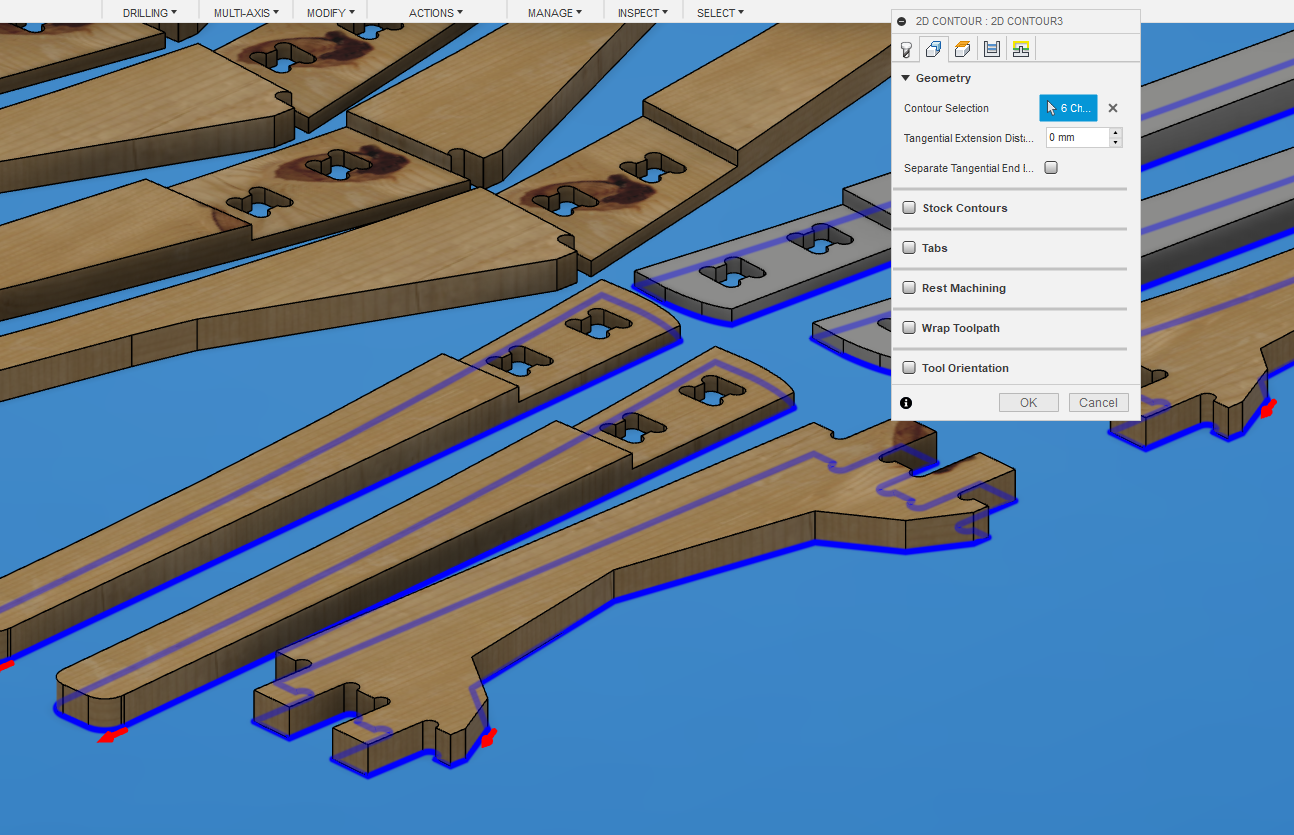 DRILLING MULTI-AXIS MODIFY ACTIONS MANAGE INSPECT SELECT
2D CONTOUR : 2D CONTOUR3
Geometry
Contour Selection 6 Ch...
Tangential Extension Dist... 0 mm
Separate Tangential End I...
Stock Contours
Tabs
Rest Machining
Wrap Toolpath
Tool Orientation
OK Cancel